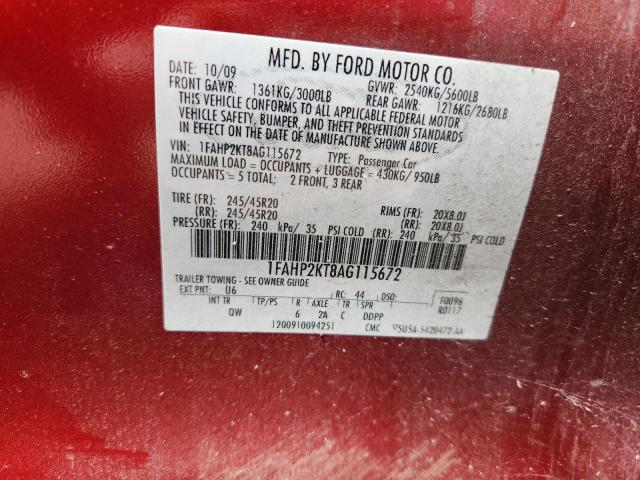 MFD. BY FORD MOTOR CO.
DATE: 10/09 GVWR: 2540KG/5600LB
FRONT GAWR: 1361KG/3000LB REAR GAWR: 1216KG/2680LB
THIS VEHICLE CONFORMS TO ALL APPLICABLE FEDERAL MOTOR
VEHICLE SAFETY, BUMPER, AND THEFT PREVENTION STANDARDS
IN EFFECT ON THE DATE OF MANUFACTURE SHOWN ABOVE.
VIN: 1FAHP2KT8AG115672 TYPE: Passenger Car
MAXIMUM LOAD = OCCUPANTS + LUGGAGE = 430KG/950LB
OCCUPANTS = 5 TOTAL; 2 FRONT, 3 REAR
TIRE (FR): 245/45R20 RIMS (FR): 20X8.0J
(RR): 245/45R20 (RR): 20X8.0J
PRESSURE (FR): 240 kPa/ 35 PSI COLD (RR): 240 kPa/ 35 PSI COLD
1FAHP2KT8AG115672
TRAILER TOWING - SEE OWNER GUIDE
EXT PNT: U6 RC: 44 DSO: F0096
R0117
INT TR TP/PS R AXLE TR SPR
QW 6 2A C DDPP
1200910094251 CMC 5U5A-5420472-AA